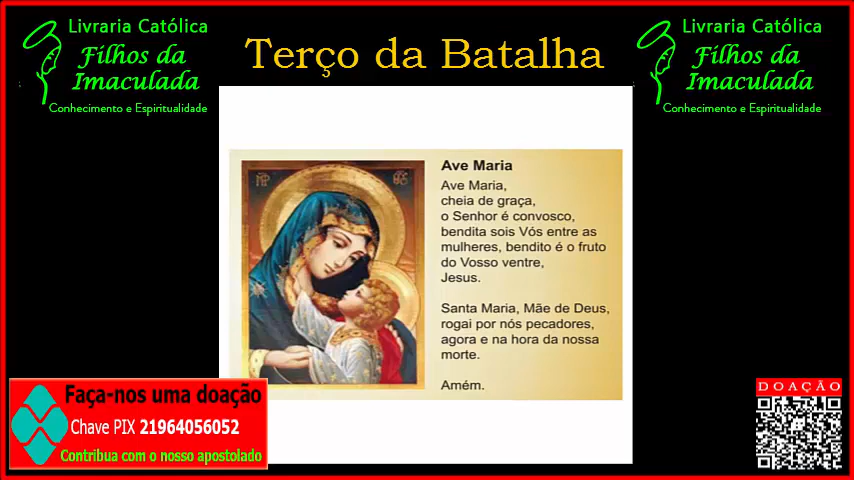 Livraria Católica
Filhos da
Imaculada
Conhecimento e Espiritualidade
Terço da Batalha
Livraria Católica
Filhos da
Imaculada
Conhecimento e Espiritualidade
Ave Maria
Ave Maria,
cheia de graça,
o Senhor é convosco,
bendita sois Vós entre as
mulheres, bendito é o fruto
do Vosso ventre,
Jesus.
Santa Maria, Mãe de Deus,
rogai por nós pecadores,
agora e na hora da nossa
morte.
Amém.
Faça-nos uma doação
Chave PIX 21964056052
Contribua com o nosso apostolado
DOAÇÃO